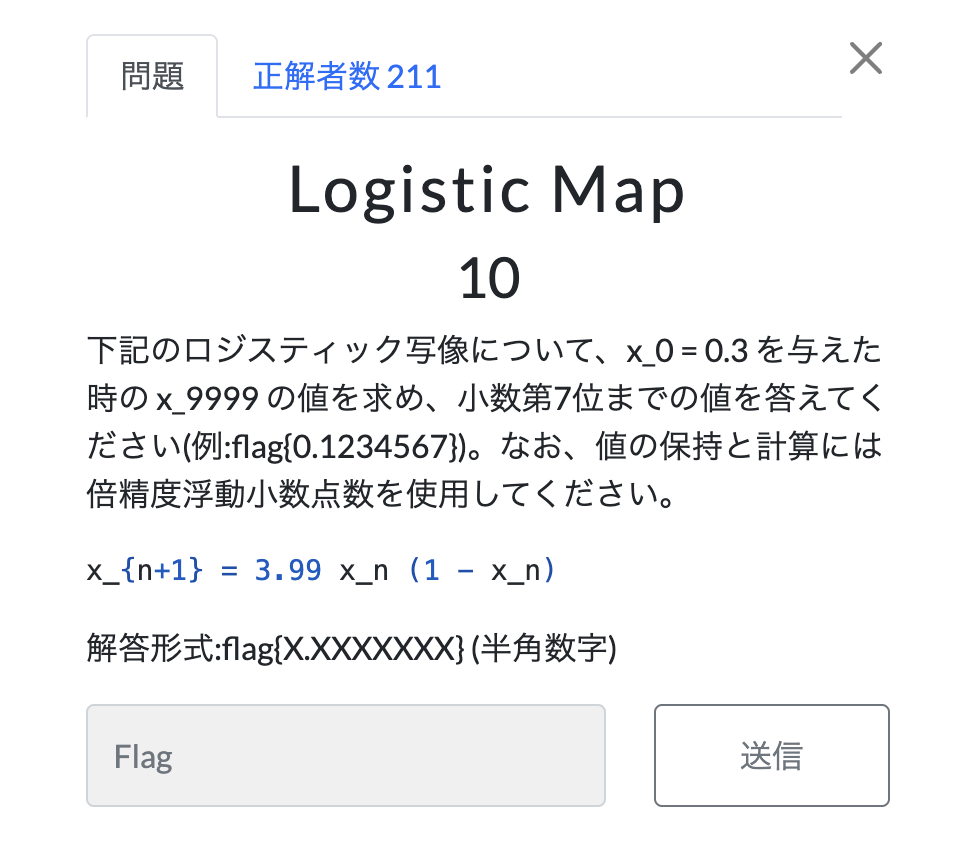 問題
正解者数 211
Logistic Map
10
下記のロジスティック写像について、x_0 = 0.3 を与えた
時の x_9999 の値を求め、小数第7位までの値を答えてく
ださい(例:flag{0.1234567})。なお、値の保持と計算には
倍精度浮動小数点数を使用してください。
x_{n+1} = 3.99 x_n (1 - x_n)
解答形式:flag{X.XXXXXXX} (半角数字)
Flag
送信